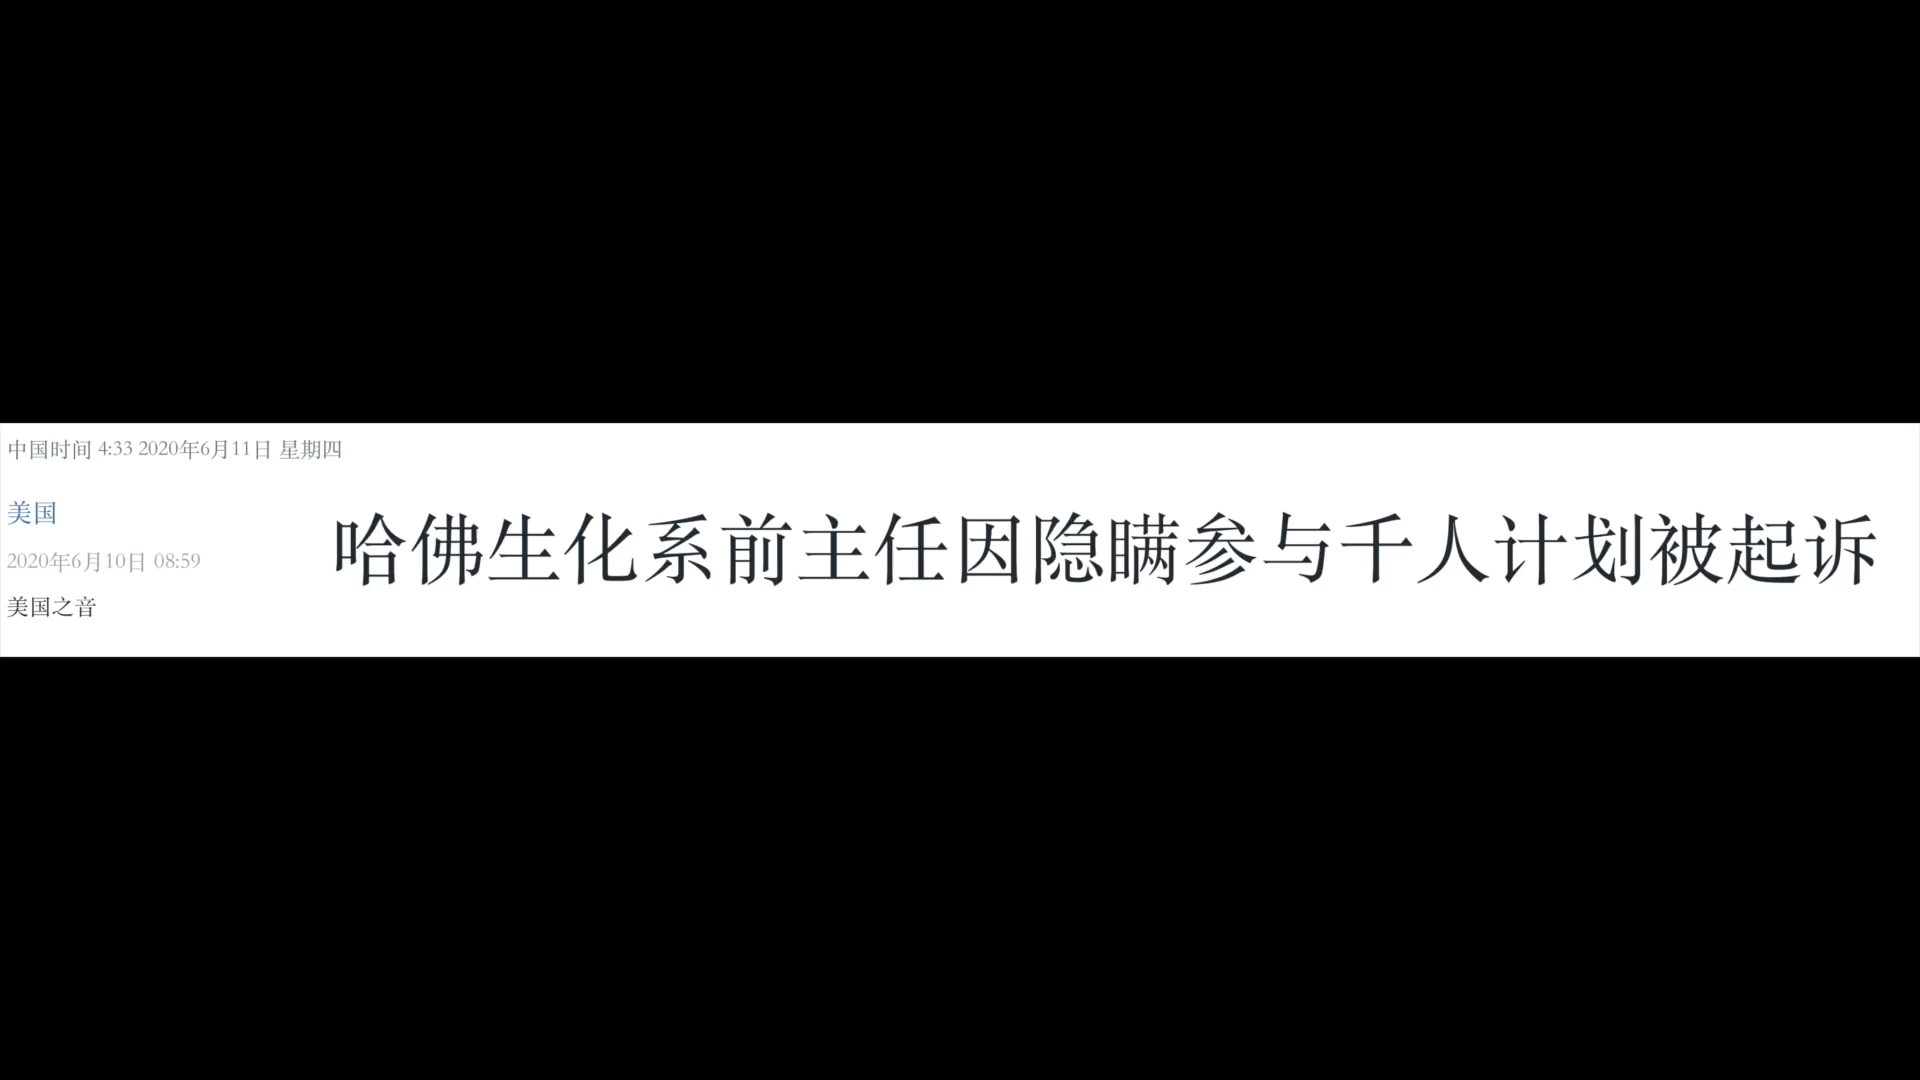 中国时间 4:33 2020年6月11日 星期四
美国
2020年6月10日 08:59
美国之音
哈佛生化系前主任因隐瞒参与千人计划被起诉